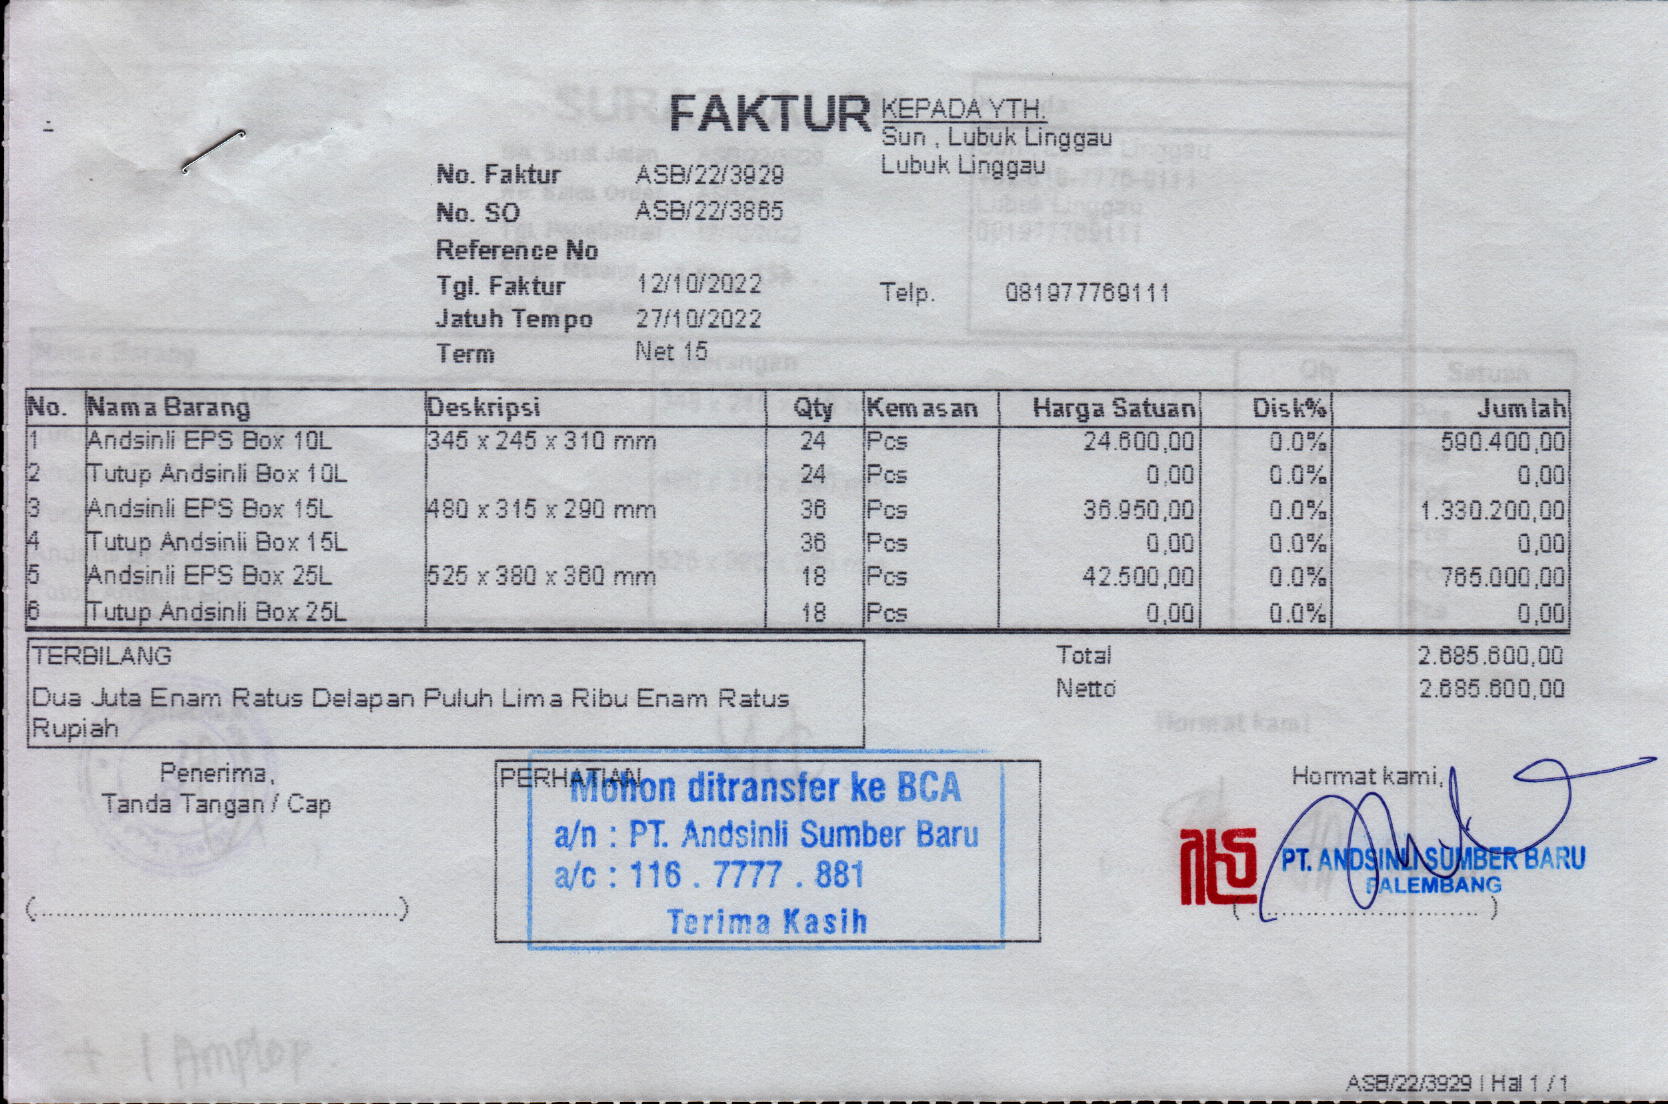 FAKTUR
KEPADA YTH.
Sun , Lubuk Linggau
Lubuk Linggau
No. Faktur ASB/22/3929
No. SO ASB/22/3865
Reference No
Tgl. Faktur 12/10/2022
Telp. 081977769111
Jatuh Tempo 27/10/2022
Term Net 15
No. Nama Barang Deskripsi Qty Kemasan Harga Satuan Disk% Jumlah
1 Andsinli EPS Box 10L 345 x 245 x 310 mm 24 Pcs 24.600,00 0.0% 590.400,00
2 Tutup Andsinli Box 10L 24 Pcs 0,00 0.0% 0,00
3 Andsinli EPS Box 15L 480 x 315 x 290 mm 36 Pcs 36.950,00 0.0% 1.330.200,00
4 Tutup Andsinli Box 15L 36 Pcs 0,00 0.0% 0,00
5 Andsinli EPS Box 25L 525 x 380 x 360 mm 18 Pcs 42.500,00 0.0% 765.000,00
6 Tutup Andsinli Box 25L 18 Pcs 0,00 0.0% 0,00
TERBILANG
Dua Juta Enam Ratus Delapan Puluh Lima Ribu Enam Ratus
Rupiah
Total 2.685.600,00
Netto 2.685.600,00
Penerima,
Tanda Tangan / Cap
(............................................)
PERHATIAN
Mohon ditransfer ke BCA
a/n : PT. Andsinli Sumber Baru
a/c : 116 . 7777 . 881
Terima Kasih
Hormat kami,
PT. ANDSINLI SUMBER BARU
PALEMBANG
(............................)
+ 1 Amplop.
ASB/22/3929 | Hal 1 / 1